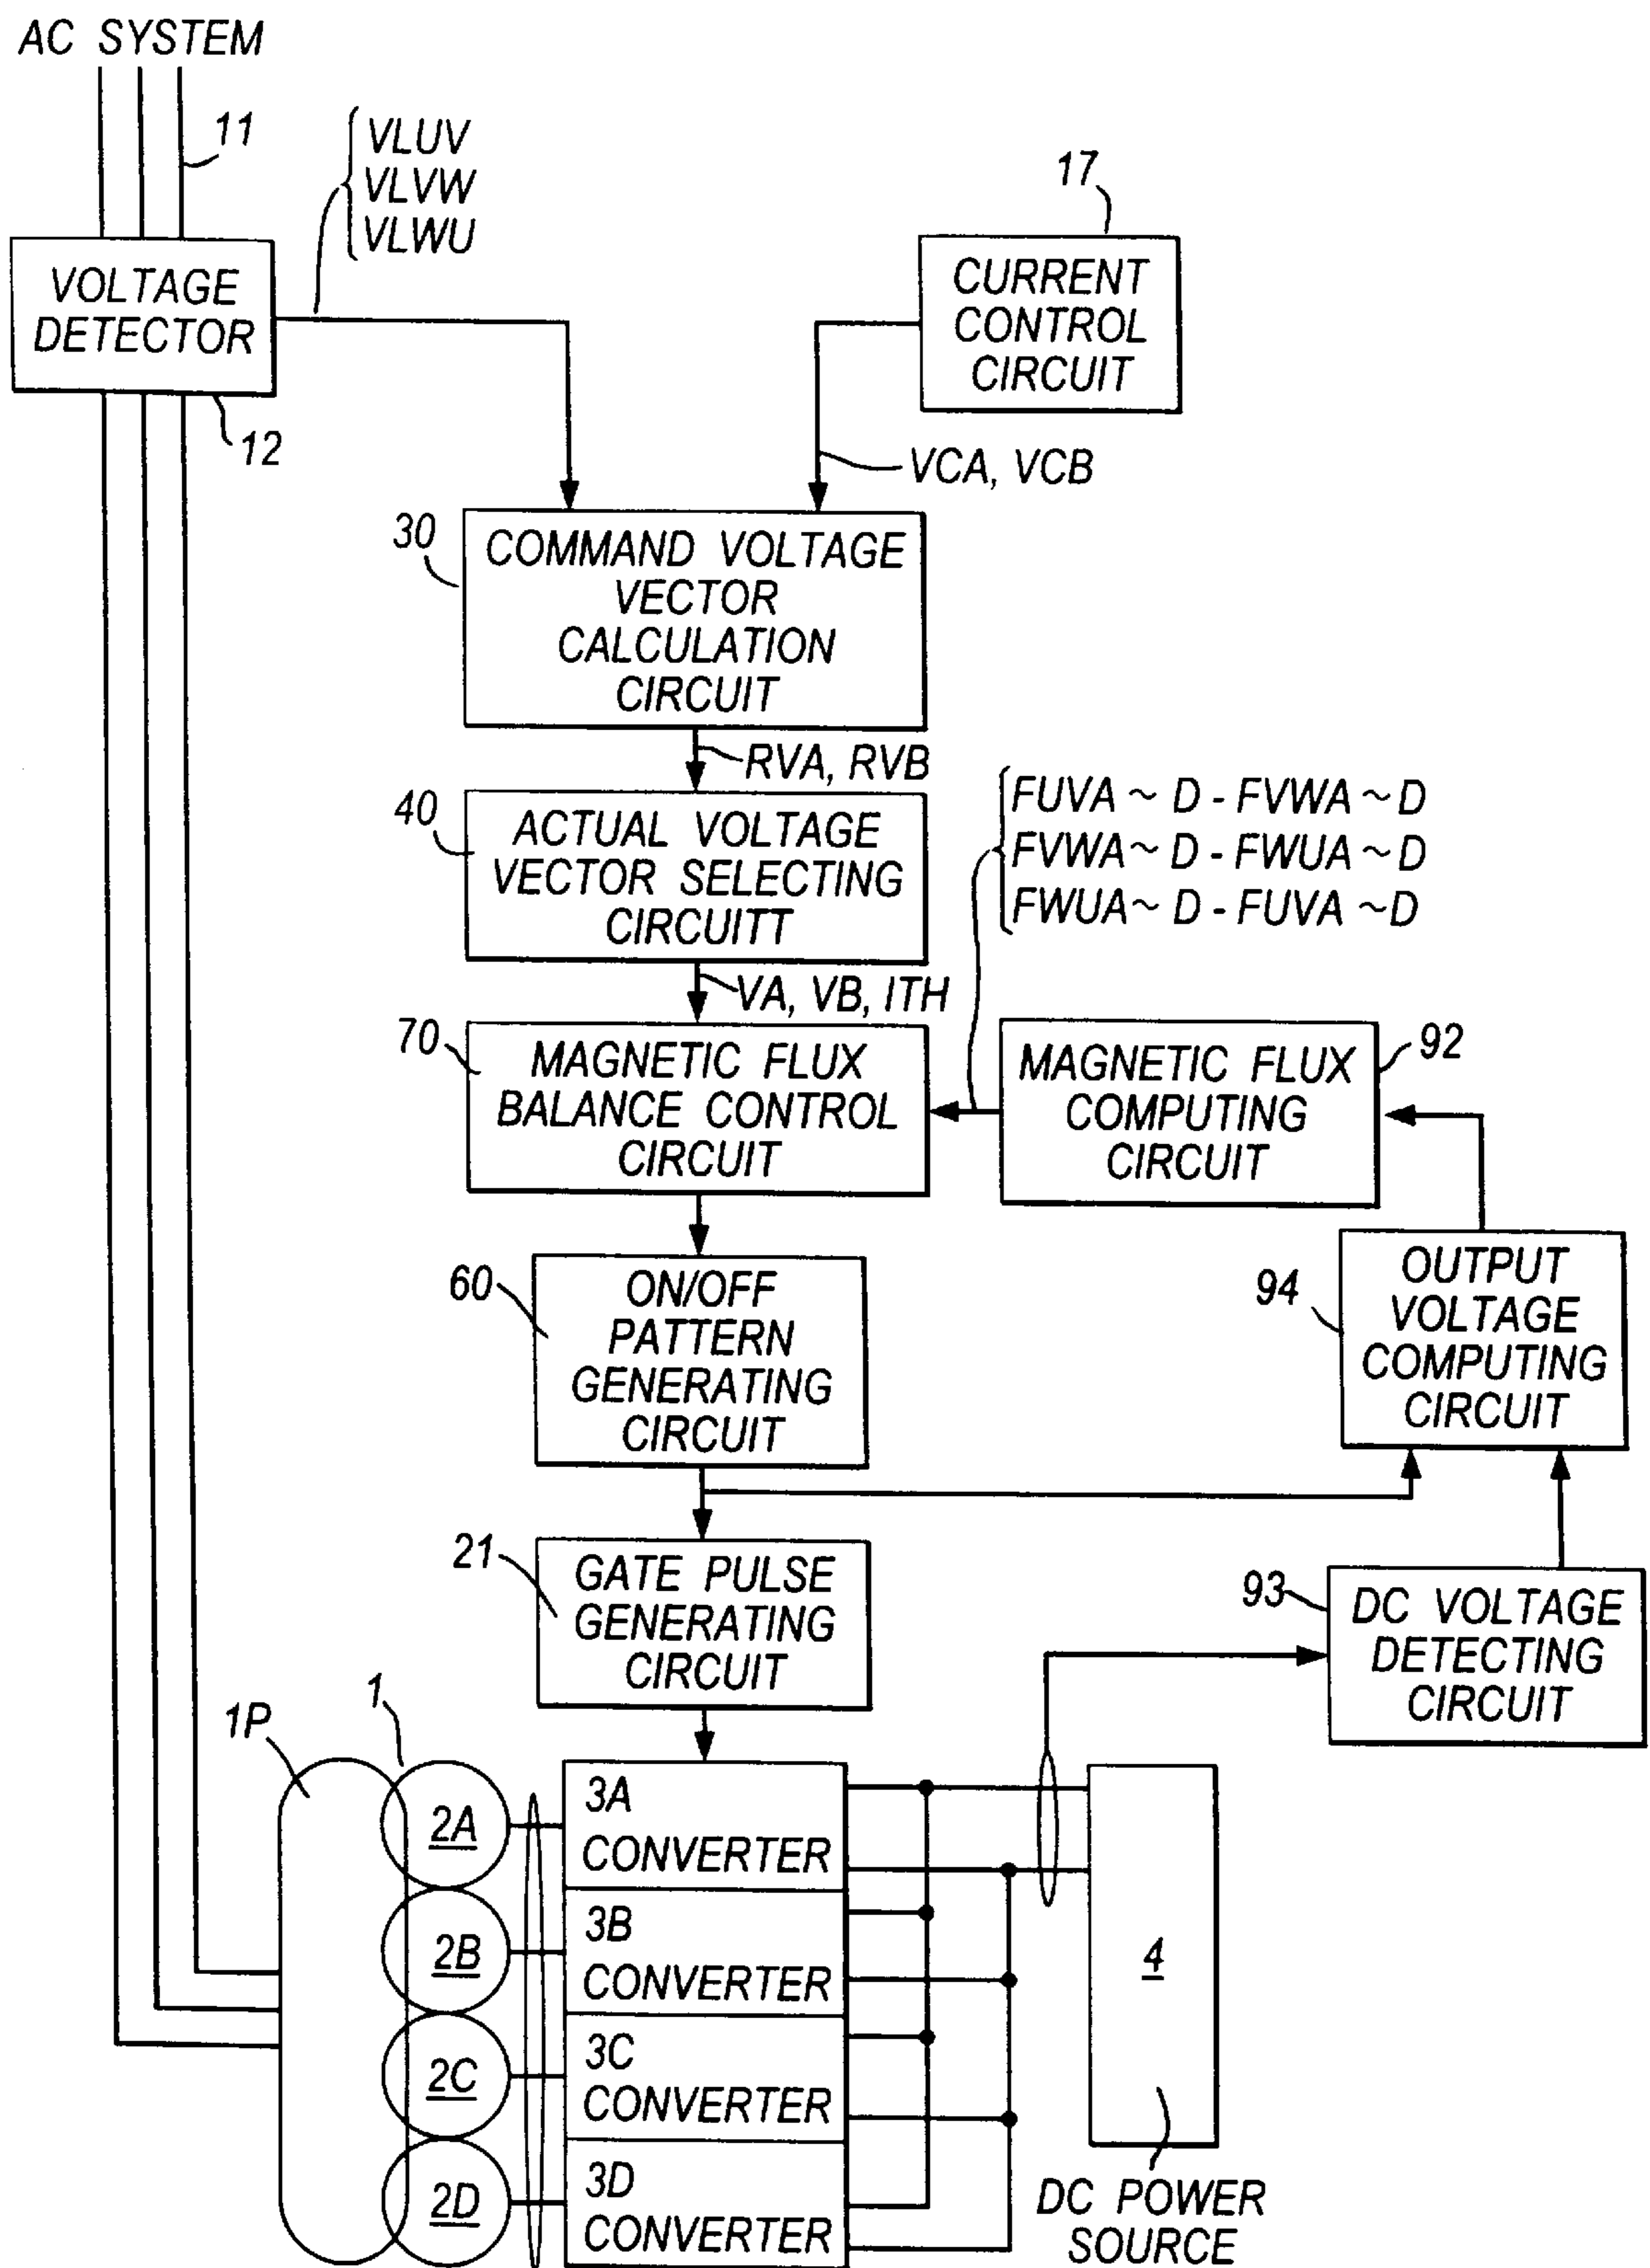 AC SYSTEM
11
VLUV
VLVW
VLWU
17
VOLTAGE
DETECTOR
CURRENT
CONTROL
CIRCUIT
12
VCA, VCB
30
COMMAND VOLTAGE
VECTOR
CALCULATION
CIRCUIT
RVA, RVB
40
ACTUAL VOLTAGE
VECTOR SELECTING
CIRCUITT
FUVA ~ D - FVWA ~ D
FVWA ~ D - FWUA ~ D
FWUA ~ D - FUVA ~ D
VA, VB, ITH
70
MAGNETIC FLUX
BALANCE CONTROL
CIRCUIT
MAGNETIC FLUX
COMPUTING
CIRCUIT
92
60
ON/OFF
PATTERN
GENERATING
CIRCUIT
94
OUTPUT
VOLTAGE
COMPUTING
CIRCUIT
21
GATE PULSE
GENERATING
CIRCUIT
93
DC VOLTAGE
DETECTING
CIRCUIT
1P
1
2A
3A
CONVERTER
2B
3B
CONVERTER
4
2C
3C
CONVERTER
2D
3D
CONVERTER
DC POWER
SOURCE